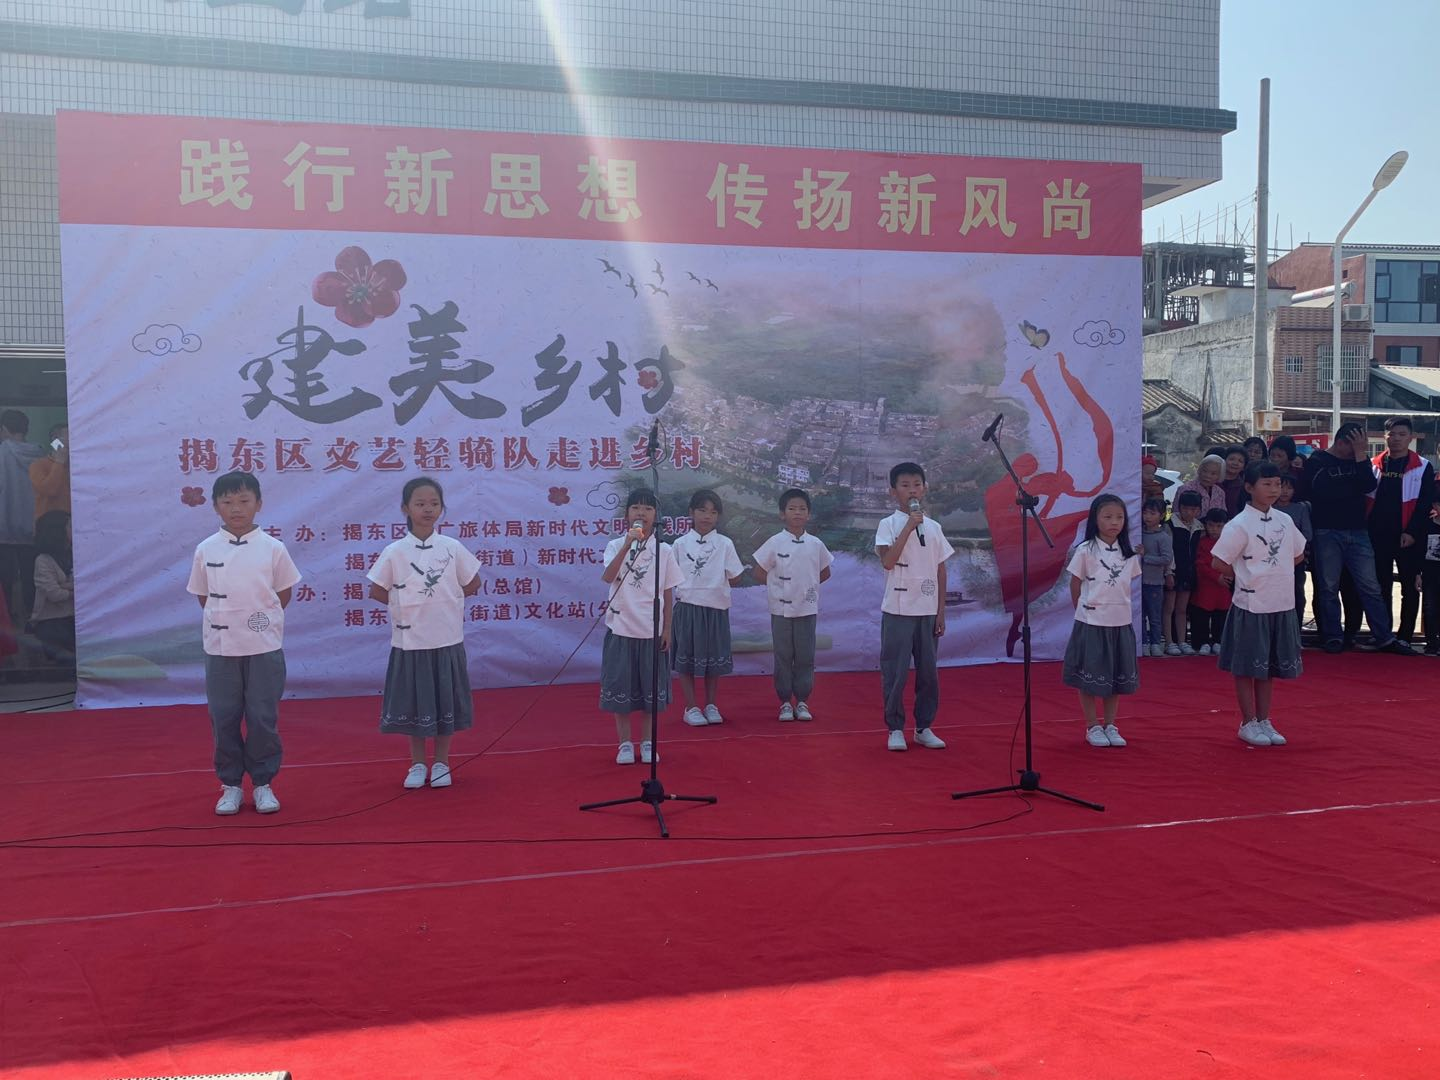 践行新思想 传扬新风尚
建美乡村
揭东区文艺轻骑队走进乡村
主办：揭东区 广旅体局新时代文明 践所
揭东 街道）新时代文
办：揭 （总馆）
揭东 （街道）文化站（分